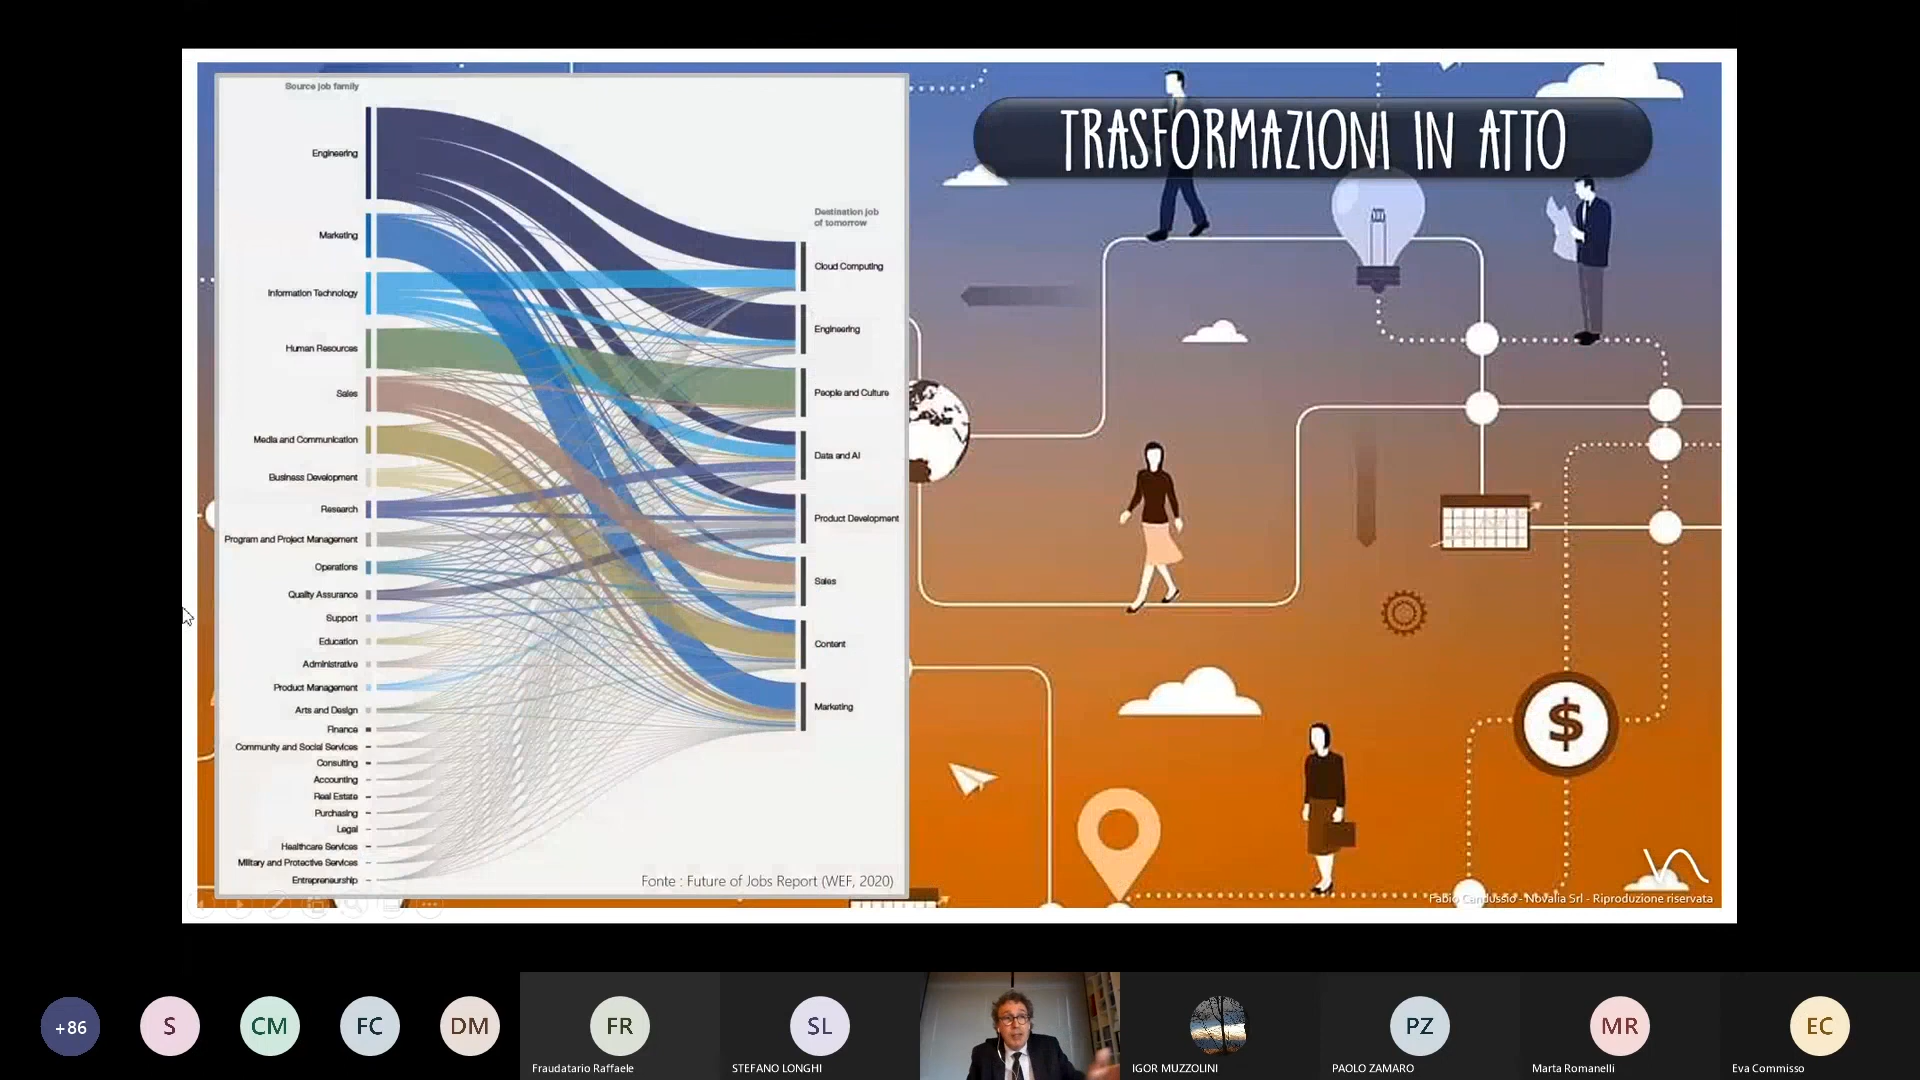 Source job family
Engineering
Marketing
Information Technology
Human Resources
Sales
Media and Communication
Business Development
Research
Program and Project Management
Operations
Quality Assurance
Support
Education
Administrative
Product Management
Arts and Design
Finance
Community and Social Services
Consulting
Accounting
Real Estate
Purchasing
Legal
Healthcare Services
Military and Protective Services
Entrepreneurship
Destination job
of tomorrow
Cloud Computing
Engineering
People and Culture
Data and AI
Product Development
Sales
Content
Marketing
Fonte : Future of Jobs Report (WEF, 2020)
TRASFORMAZIONI IN ATTO
$
Fabio Candussio - Novalia Srl - Riproduzione riservata
+86
S
CM
FC
DM
FR
Fraudatario Raffaele
SL
STEFANO LONGHI
IGOR MUZZOLINI
PZ
PAOLO ZAMARO
MR
Marta Romanelli
EC
Eva Commisso